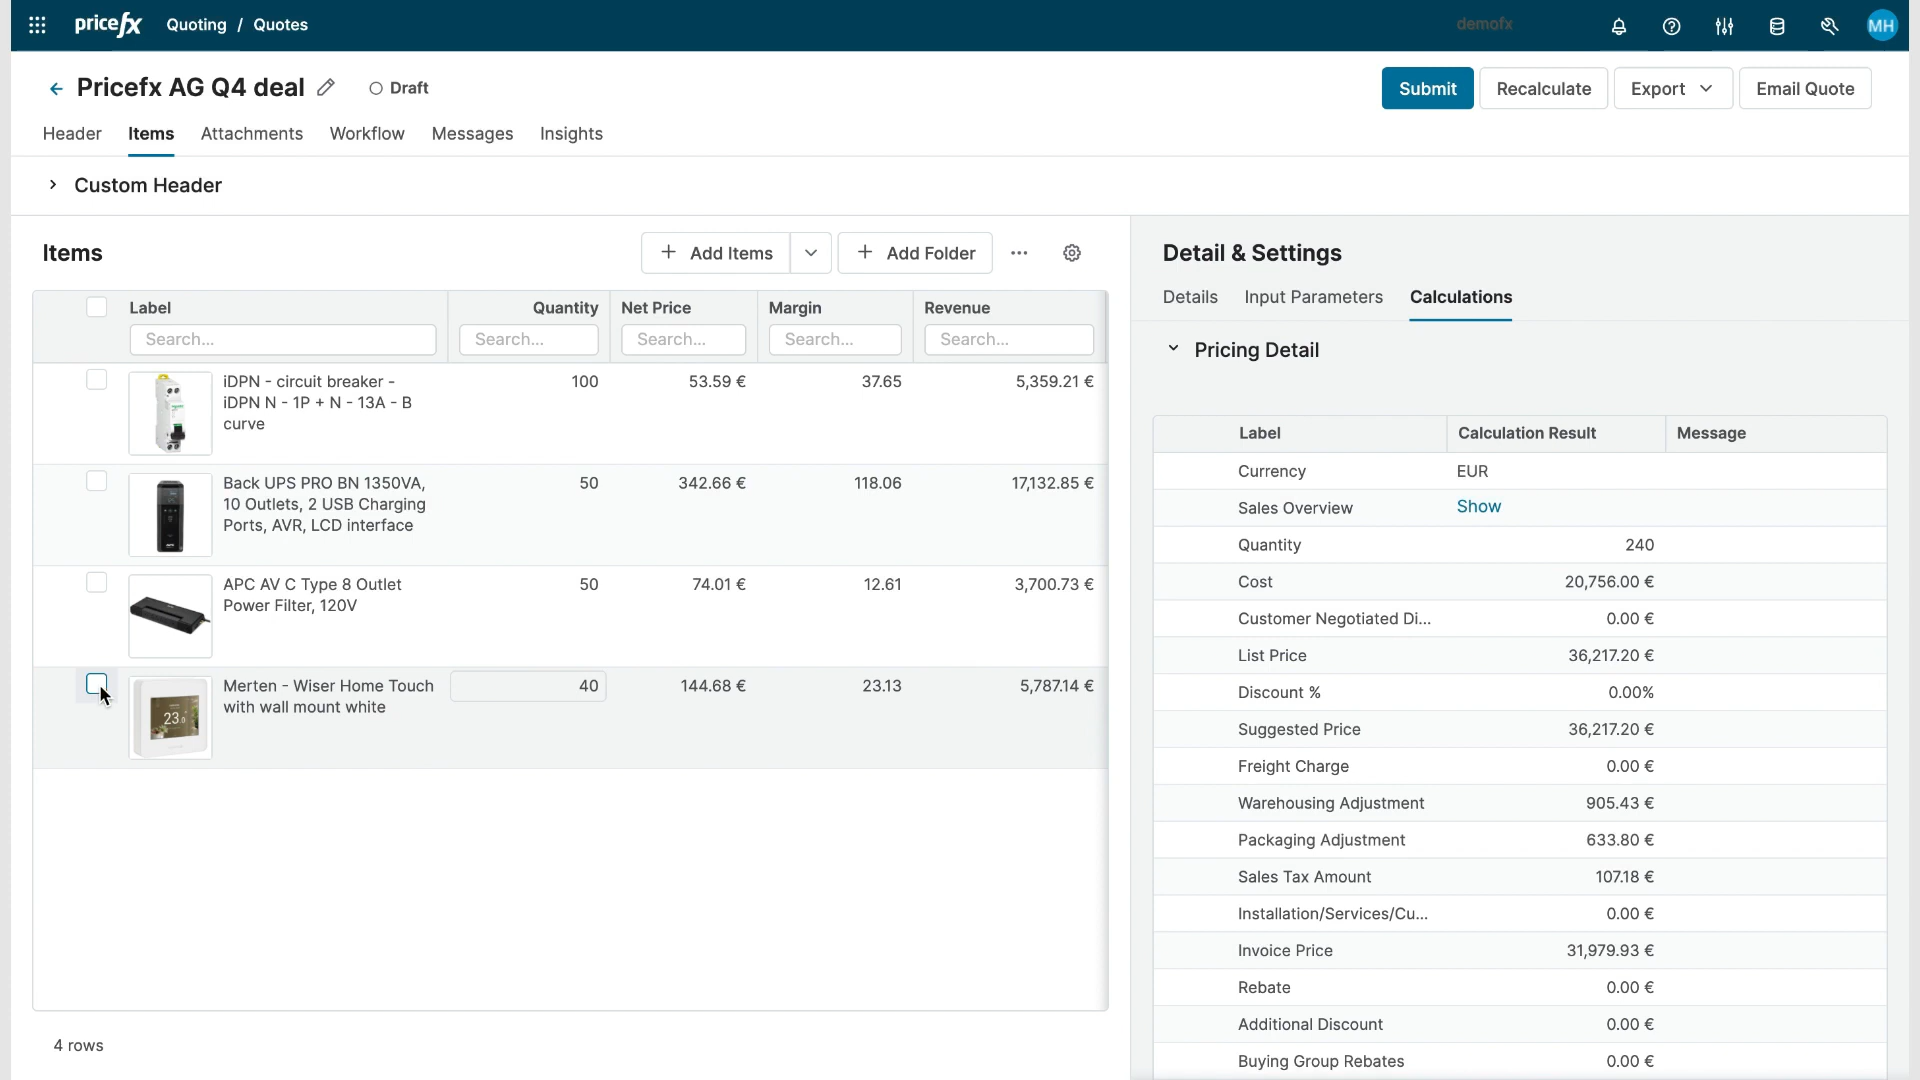 pricefx Quoting / Quotes demofx MH
Pricefx AG Q4 deal Draft Submit Recalculate Export Email Quote
Header Items Attachments Workflow Messages Insights
Custom Header
Items Add Items Add Folder
Label Quantity Net Price Margin Revenue
Search... Search... Search... Search... Search...
iDPN - circuit breaker - 100 53.59 € 37.65 5,359.21 €
iDPN N - 1P + N - 13A - B
curve
Back UPS PRO BN 1350VA, 50 342.66 € 118.06 17,132.85 €
10 Outlets, 2 USB Charging
Ports, AVR, LCD interface
APC AV C Type 8 Outlet 50 74.01 € 12.61 3,700.73 €
Power Filter, 120V
Merten - Wiser Home Touch 40 144.68 € 23.13 5,787.14 €
with wall mount white
23.0
4 rows
Detail & Settings
Details Input Parameters Calculations
Pricing Detail
Label Calculation Result Message
Currency EUR
Sales Overview Show
Quantity 240
Cost 20,756.00 €
Customer Negotiated Di... 0.00 €
List Price 36,217.20 €
Discount % 0.00%
Suggested Price 36,217.20 €
Freight Charge 0.00 €
Warehousing Adjustment 905.43 €
Packaging Adjustment 633.80 €
Sales Tax Amount 107.18 €
Installation/Services/Cu... 0.00 €
Invoice Price 31,979.93 €
Rebate 0.00 €
Additional Discount 0.00 €
Buying Group Rebates 0.00 €